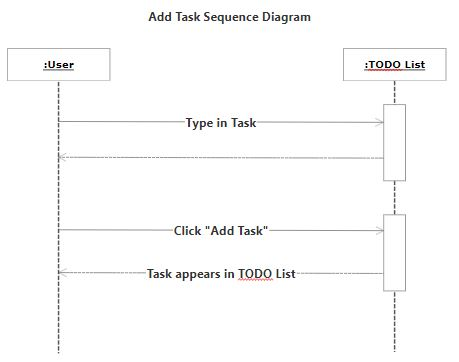 Add Task Sequence Diagram
:User
:TODO List
Type in Task
Click "Add Task"
Task appears in TODO List